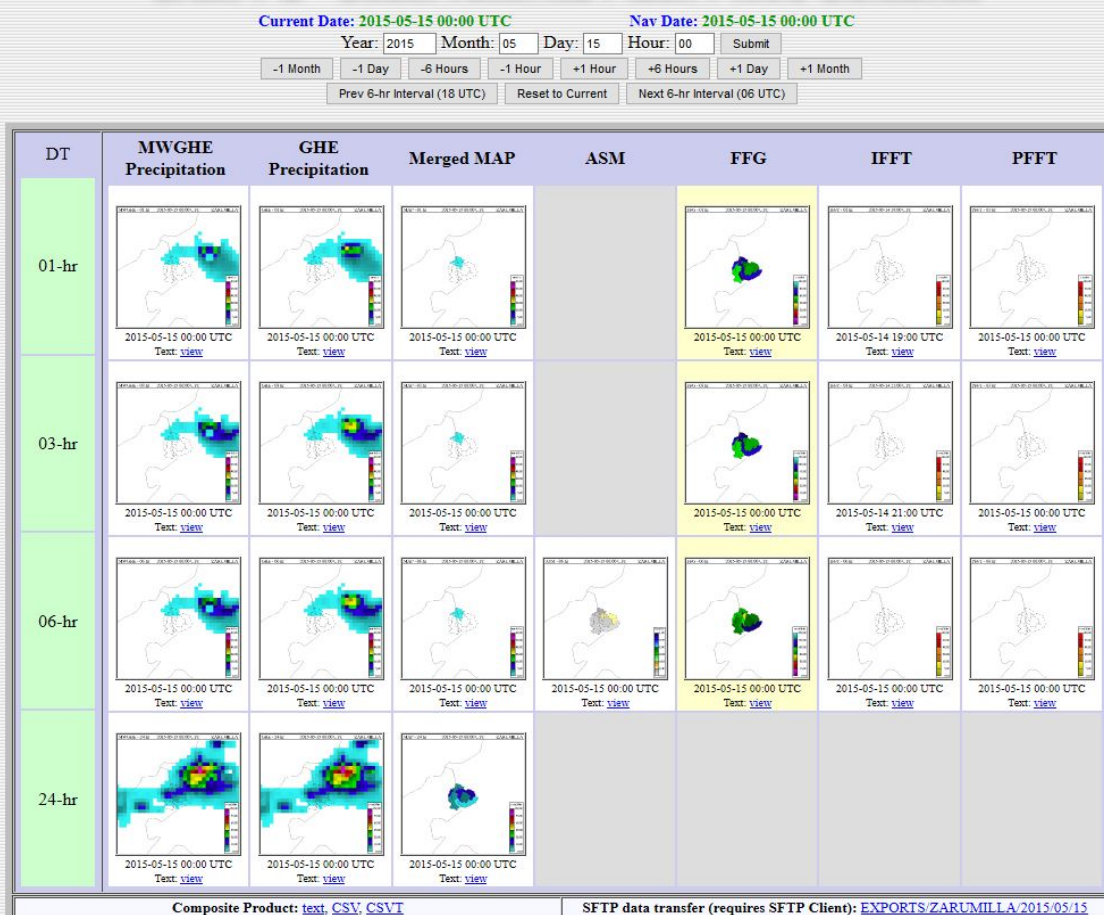 Current Date: 2015-05-15 00:00 UTC Nav Date: 2015-05-15 00:00 UTC
Year: 2015 Month: 05 Day: 15 Hour: 00 Submit
-1 Month -1 Day -6 Hours -1 Hour +1 Hour +6 Hours +1 Day +1 Month
Prev 6-hr Interval (18 UTC) Reset to Current Next 6-hr Interval (06 UTC)
DT MWGHE Precipitation GHE Precipitation Merged MAP ASM FFG IFFT PFFT
01-hr
2015-05-15 00:00 UTC 2015-05-15 00:00 UTC 2015-05-15 00:00 UTC 2015-05-15 00:00 UTC 2015-05-14 19:00 UTC 2015-05-15 00:00 UTC
Text: view Text: view Text: view Text: view Text: view Text: view
03-hr
2015-05-15 00:00 UTC 2015-05-15 00:00 UTC 2015-05-15 00:00 UTC 2015-05-15 00:00 UTC 2015-05-14 21:00 UTC 2015-05-15 00:00 UTC
Text: view Text: view Text: view Text: view Text: view Text: view
06-hr
2015-05-15 00:00 UTC 2015-05-15 00:00 UTC 2015-05-15 00:00 UTC 2015-05-15 00:00 UTC 2015-05-15 00:00 UTC 2015-05-15 00:00 UTC 2015-05-15 00:00 UTC
Text: view Text: view Text: view Text: view Text: view Text: view Text: view
24-hr
2015-05-15 00:00 UTC 2015-05-15 00:00 UTC 2015-05-15 00:00 UTC
Text: view Text: view Text: view
Composite Product: text, CSV, CSVT SFTP data transfer (requires SFTP Client): EXPORTS/ZARUMILLA/2015/05/15